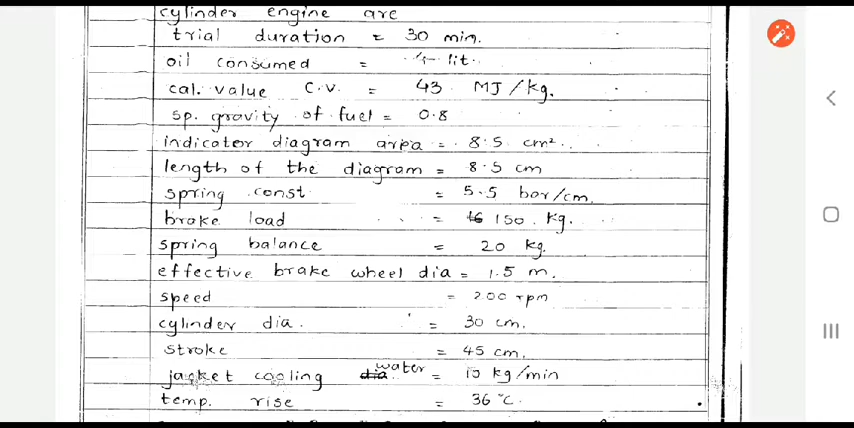 cylinder engine are
trial duration = 30 min.
oil consumed = 4 lit.
cal. value C.V. = 43 MJ/kg.
sp. gravity of fuel = 0.8
indicator diagram area = 8.5 cm².
length of the diagram = 8.5 cm
spring const. = 5.5 bar/cm.
brake load = 150 kg.
spring balance = 20 kg.
effective brake wheel dia = 1.5 m.
speed = 200 rpm
cylinder dia. = 30 cm.
stroke = 45 cm.
jacket cooling water = kg/min
temp. rise = 36 °C.